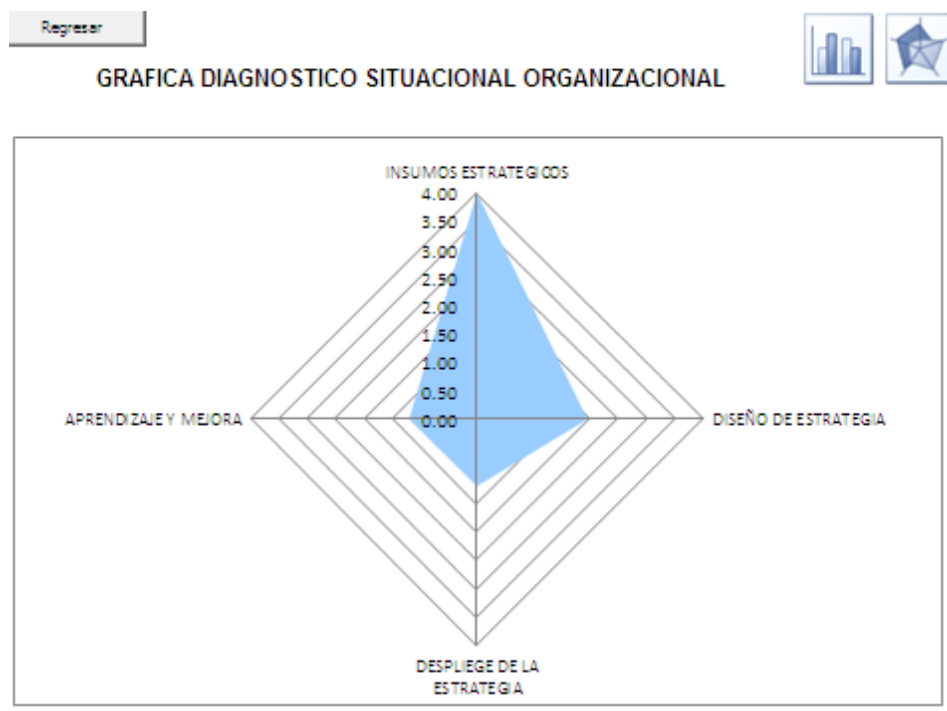 Regresar
GRAFICA DIAGNOSTICO SITUACIONAL ORGANIZACIONAL
INSUMOS ESTRATEGICOS
4.00
3.50
3.00
2.50
2.00
1.50
1.00
0.50
0.00
APRENDIZAJE Y MEJORA
DISEÑO DE ESTRATEGIA
DESPLIEGE DE LA
ESTRATEGIA